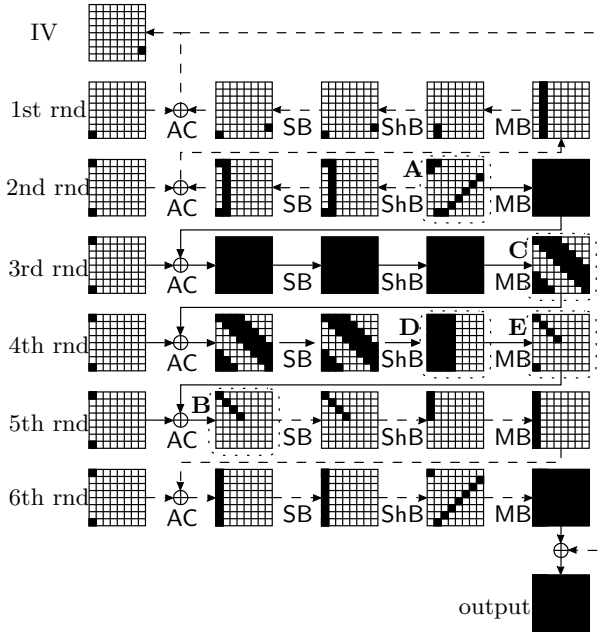 IV
1st rnd
AC SB ShB MB
A
2nd rnd
AC SB ShB MB
C
3rd rnd
AC SB ShB MB
D E
4th rnd
AC SB ShB MB
B
5th rnd
AC SB ShB MB
6th rnd
AC SB ShB MB
output